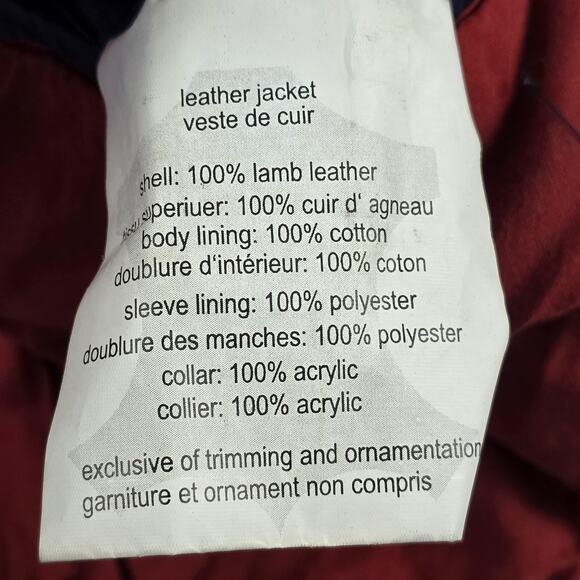 leather jacket
veste de cuir
shell: 100% lamb leather
superiuer: 100% cuir d' agneau
body lining: 100% cotton
doublure d'intérieur: 100% coton
sleeve lining: 100% polyester
doublure des manches: 100% polyester
collar: 100% acrylic
collier: 100% acrylic
exclusive of trimming and ornamentation
garniture et ornament non compris